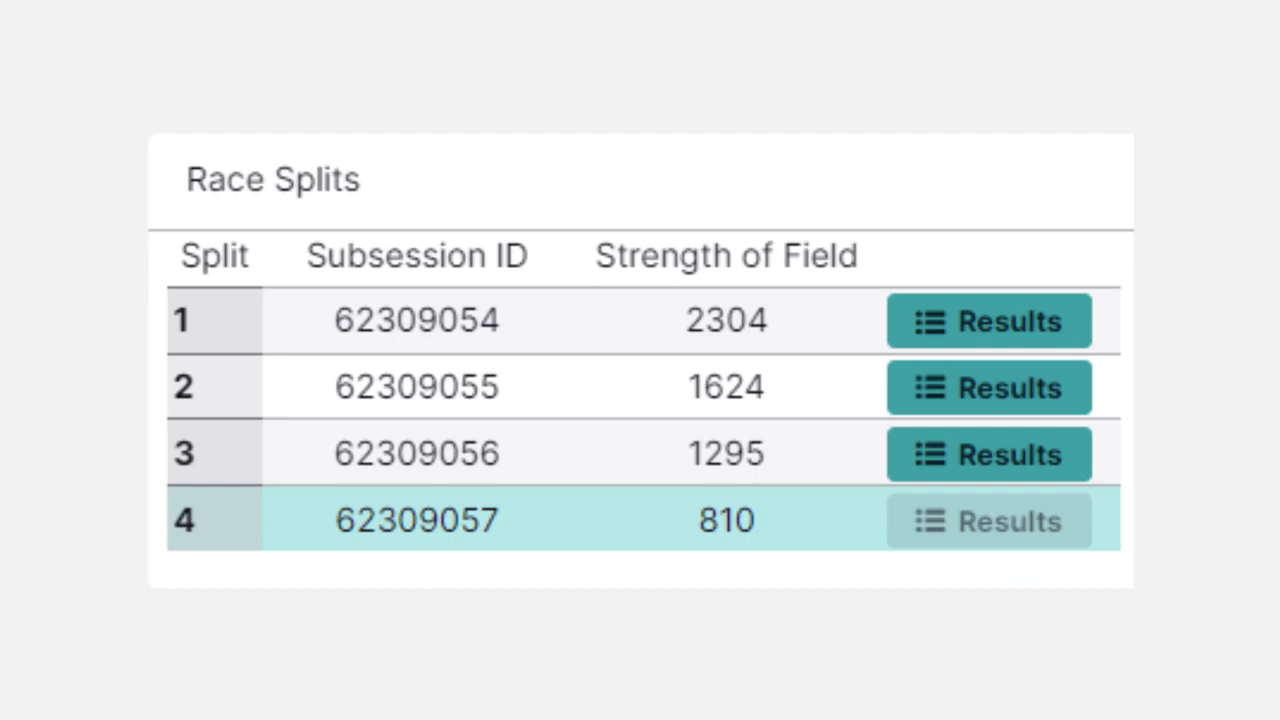 Race Splits
Split Subsession ID Strength of Field
1 62309054 2304 Results
2 62309055 1624 Results
3 62309056 1295 Results
4 62309057 810 Results